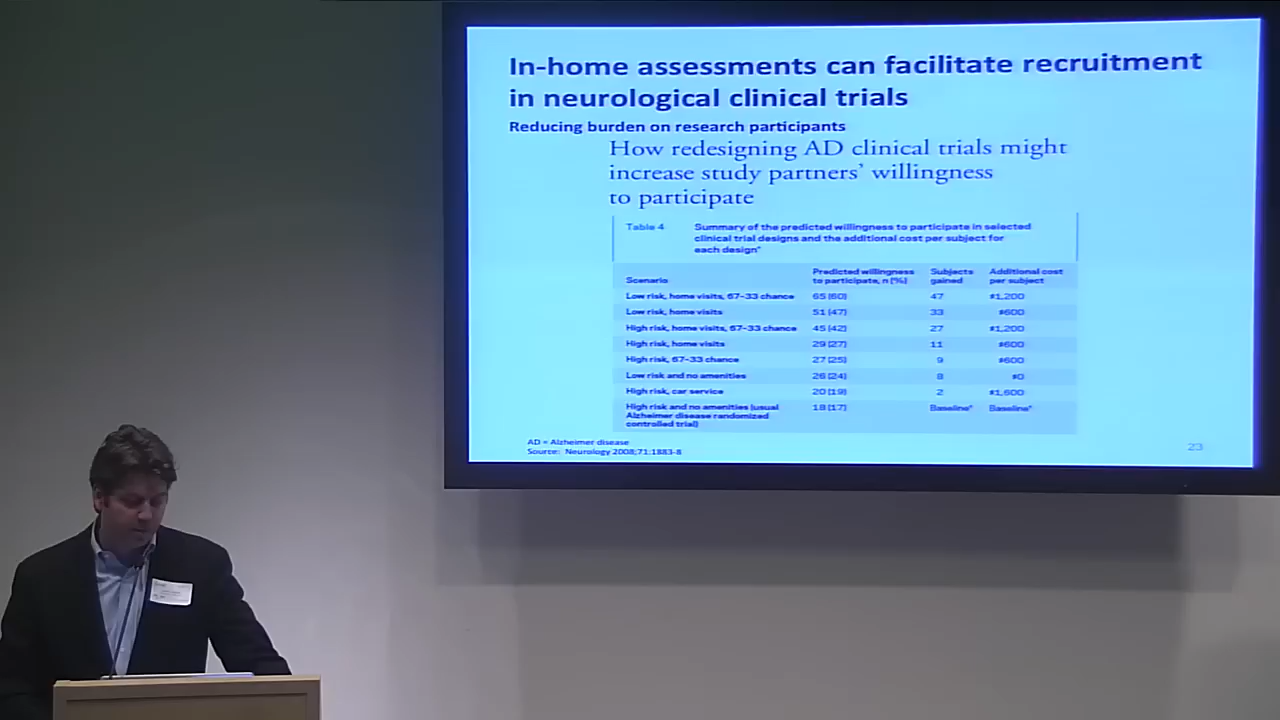 In-home assessments can facilitate recruitment
in neurological clinical trials
Reducing burden on research participants
How redesigning AD clinical trials might
increase study partners' willingness
to participate
Table 4 Summary of the predicted willingness to participate in selected
clinical trial designs and the additional cost per subject for
each design*
Scenario Predicted willingness to participate, n (%) Subjects gained Additional cost per subject
Low risk, home visits, 67-33 chance 65 (60) 47 $1,200
Low risk, home visits 51 (47) 33 $600
High risk, home visits, 67-33 chance 45 (42) 27 $1,200
High risk, home visits 29 (27) 11 $600
High risk, 67-33 chance 27 (25) 9 $600
Low risk and no amenities 26 (24) 8 $0
High risk, car service 20 (19) 2 $1,600
High risk and no amenities (usual 18 (17) Baseline* Baseline*
Alzheimer disease randomized
controlled trial)
AD = Alzheimer disease
Source: Neurology 2008;71:1883-8
23